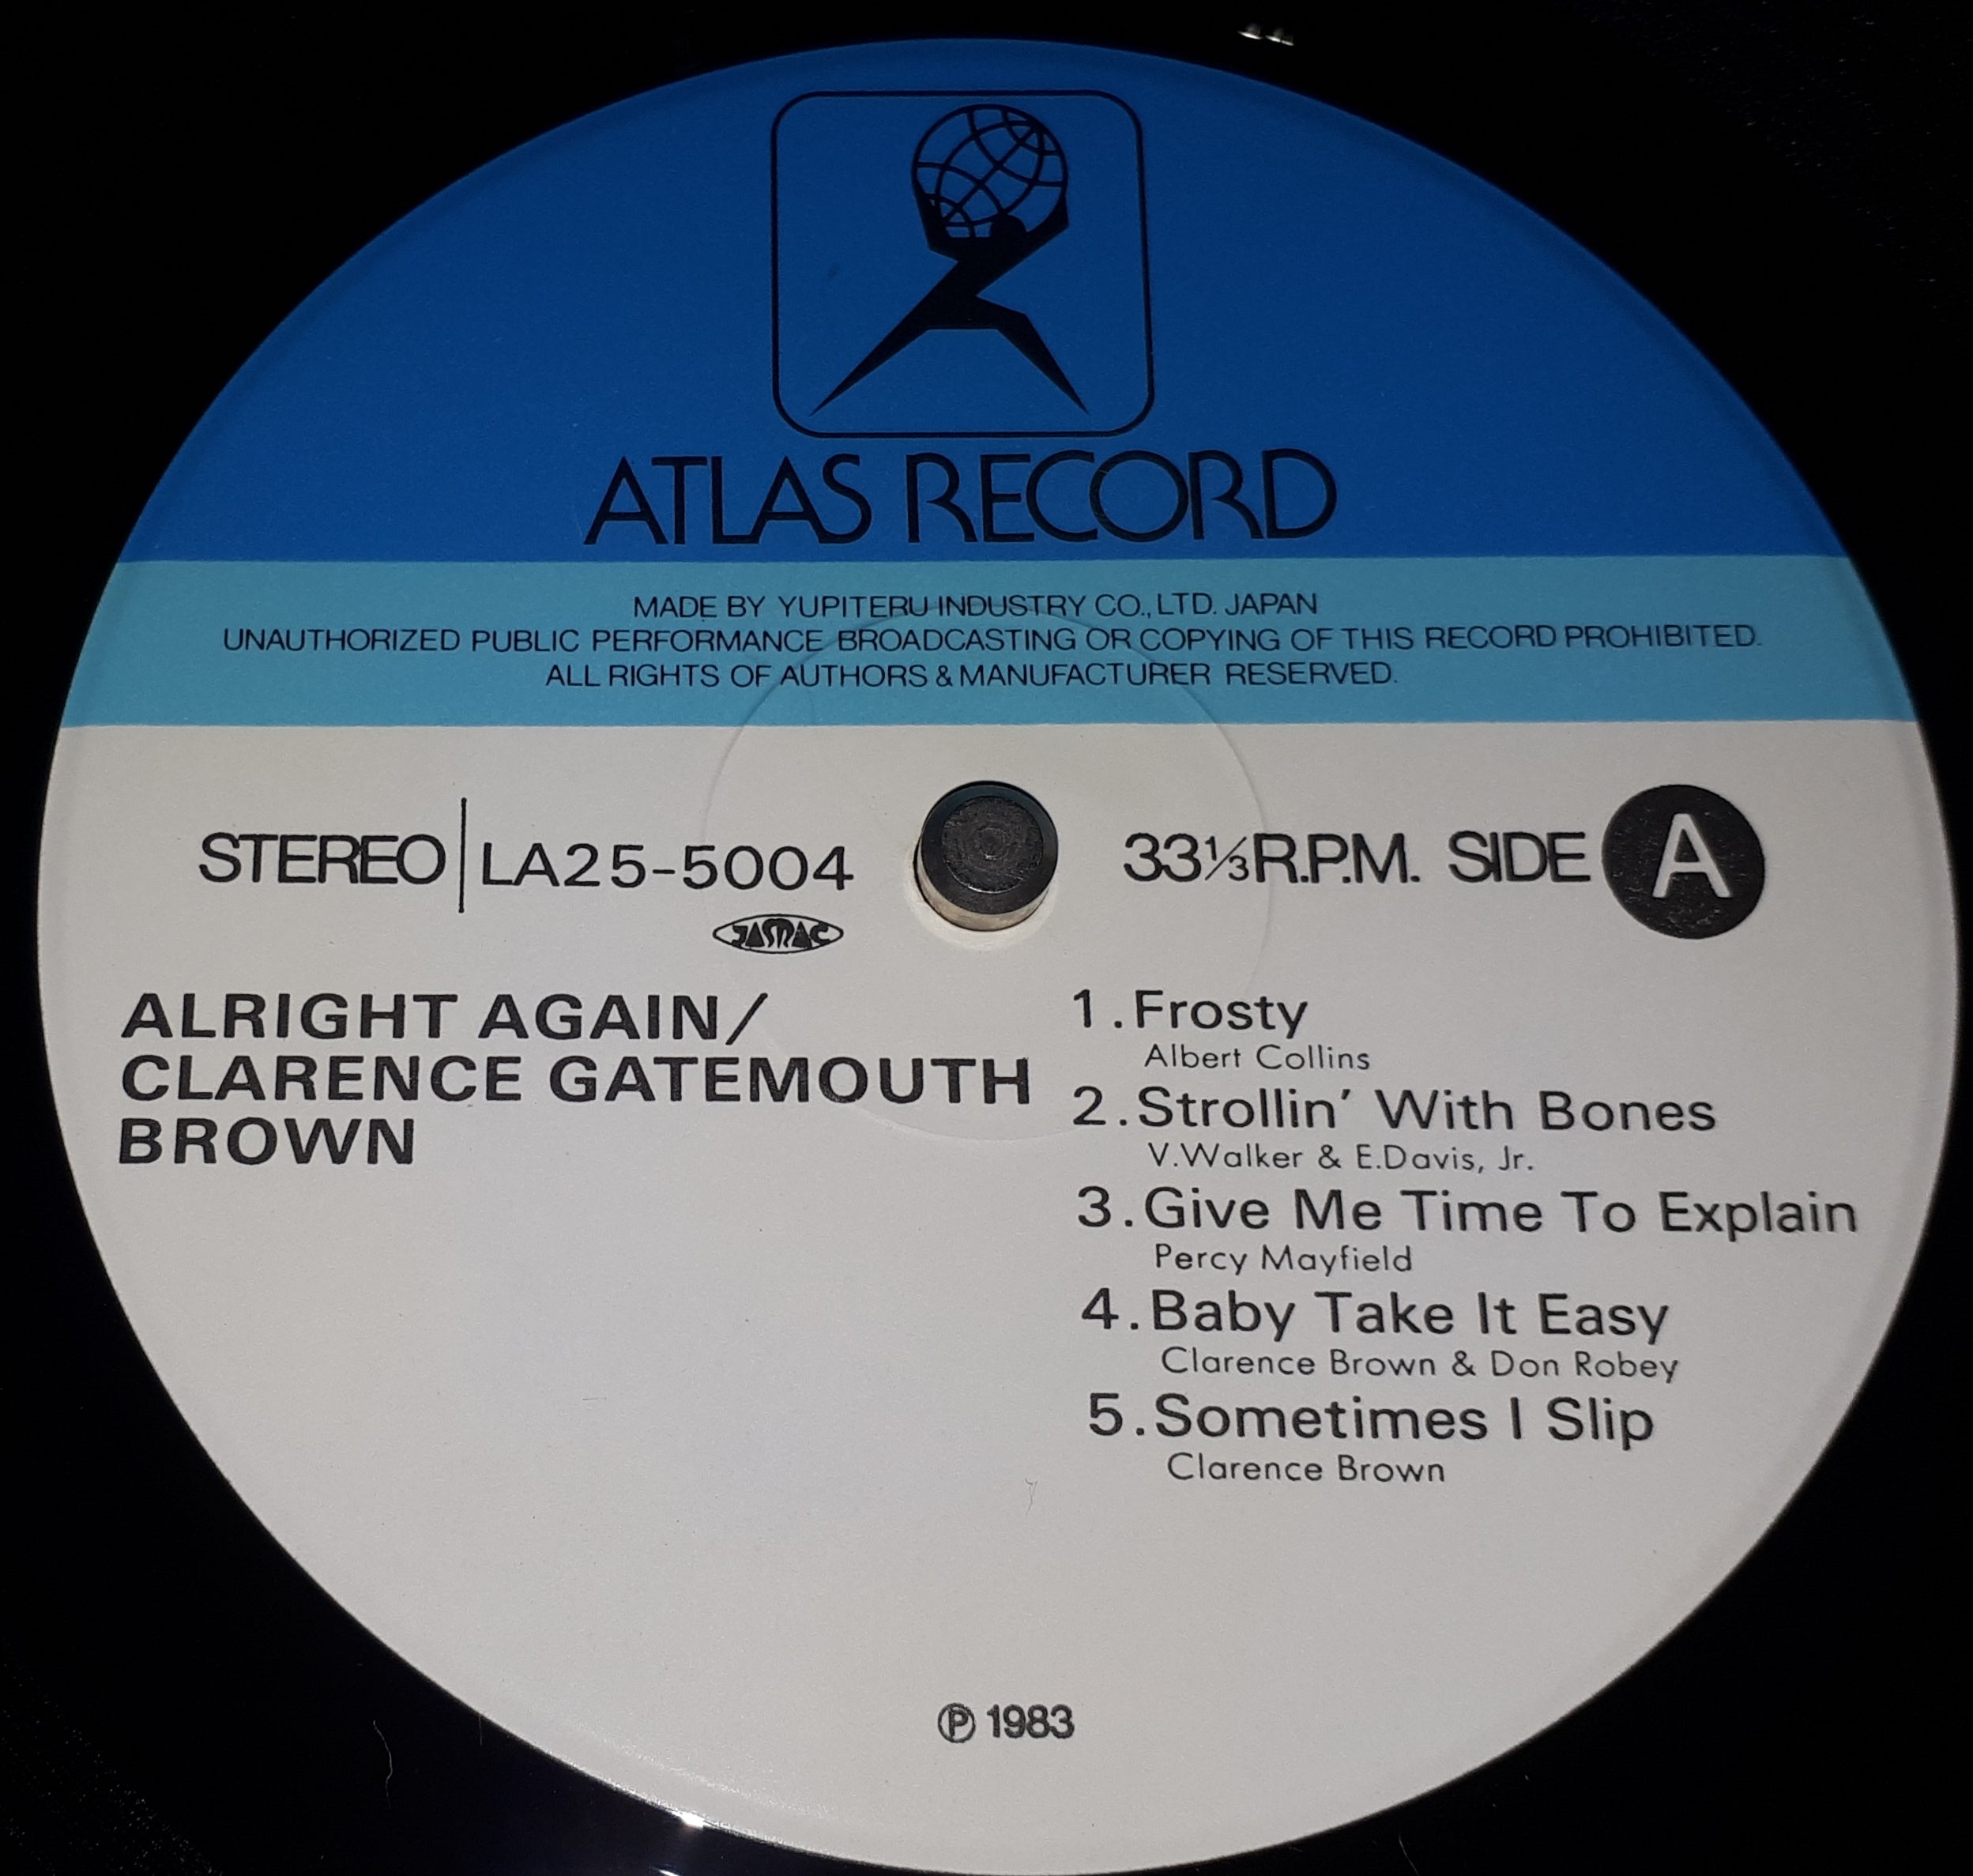 ATLAS RECORD
MADE BY YUPITERU INDUSTRY CO., LTD. JAPAN
UNAUTHORIZED PUBLIC PERFORMANCE BROADCASTING OR COPYING OF THIS RECORD PROHIBITED.
ALL RIGHTS OF AUTHORS & MANUFACTURER RESERVED.
STEREO | LA25-5004
33⅓ R.P.M. SIDE A
JASRAC
ALRIGHT AGAIN/
CLARENCE GATEMOUTH
BROWN
1. Frosty
Albert Collins
2. Strollin' With Bones
V.Walker & E.Davis, Jr.
3. Give Me Time To Explain
Percy Mayfield
4. Baby Take It Easy
Clarence Brown & Don Robey
5. Sometimes I Slip
Clarence Brown
℗ 1983